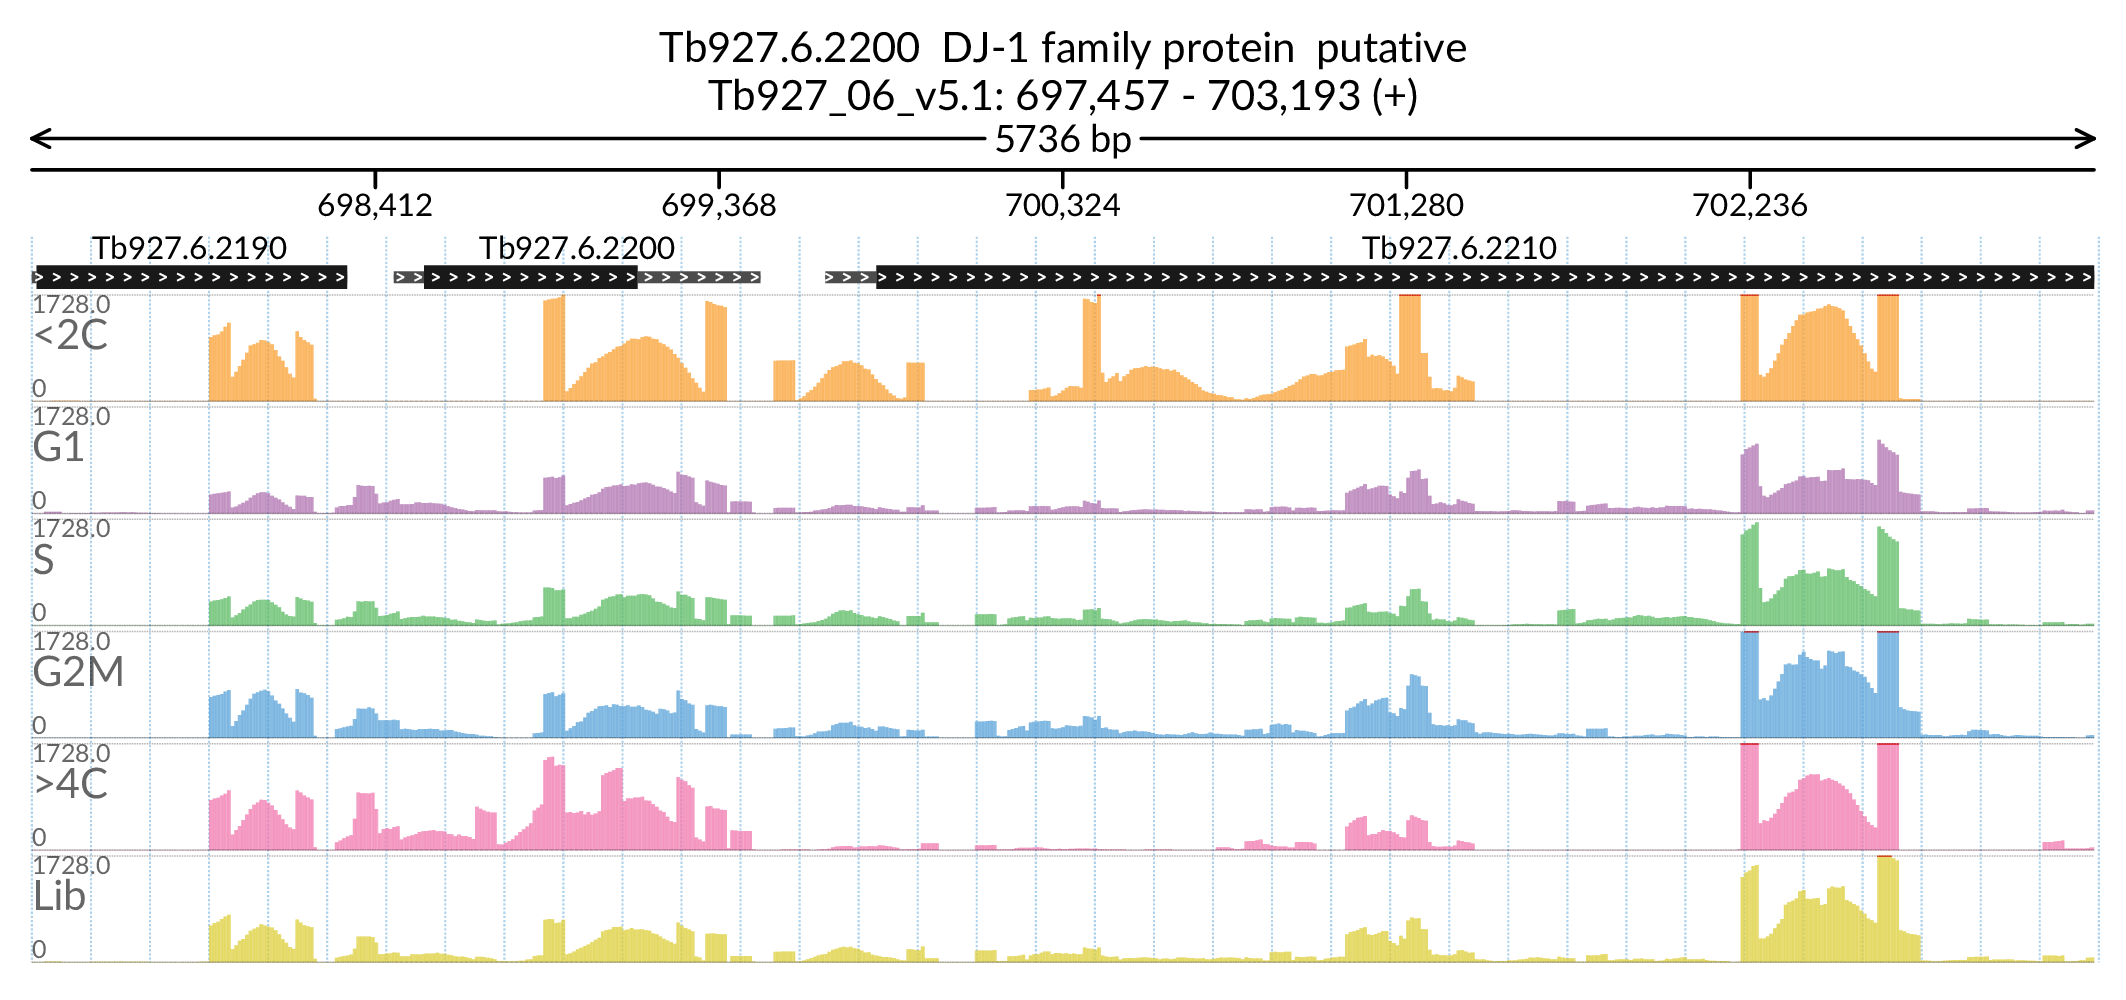 Tb927.6.2200  DJ-1 family protein  putative
Tb927_06_v5.1: 697,457 - 703,193 (+)
5736 bp
698,412 699,368 700,324 701,280 702,236
Tb927.6.2190 Tb927.6.2200 Tb927.6.2210
1728.0
<2C
0
1728.0
G1
0
1728.0
S
0
1728.0
G2M
0
1728.0
>4C
0
1728.0
Lib
0